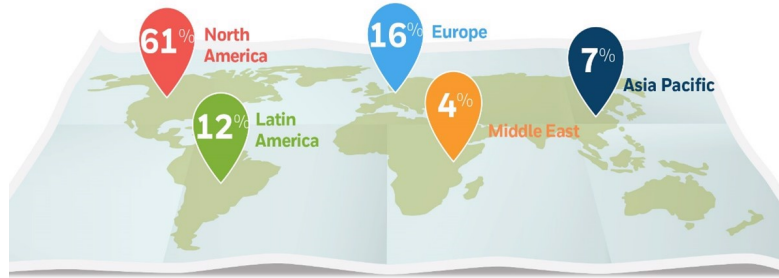 61% North
America
16% Europe
7%
Asia Pacific
4%
Middle East
12% Latin
America